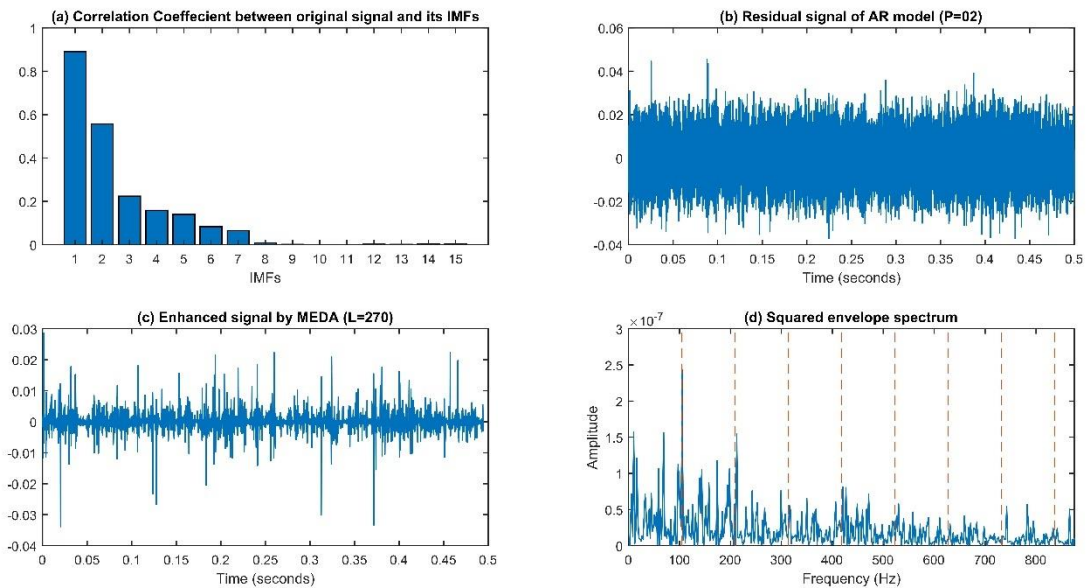 (a) Correlation Coeffecient between original signal and its IMFs
1
0.8
0.6
0.4
0.2
0
1 2 3 4 5 6 7 8 9 10 11 12 13 14 15
IMFs
(b) Residual signal of AR model (P=02)
0.06
0.04
0.02
0
-0.02
-0.04
0 0.05 0.1 0.15 0.2 0.25 0.3 0.35 0.4 0.45 0.5
Time (seconds)
(c) Enhanced signal by MEDA (L=270)
0.03
0.02
0.01
0
-0.01
-0.02
-0.03
-0.04
0 0.05 0.1 0.15 0.2 0.25 0.3 0.35 0.4 0.45 0.5
Time (seconds)
(d) Squared envelope spectrum
×10⁻⁷
Amplitude
3
2.5
2
1.5
1
0.5
0
0 100 200 300 400 500 600 700 800
Frequency (Hz)